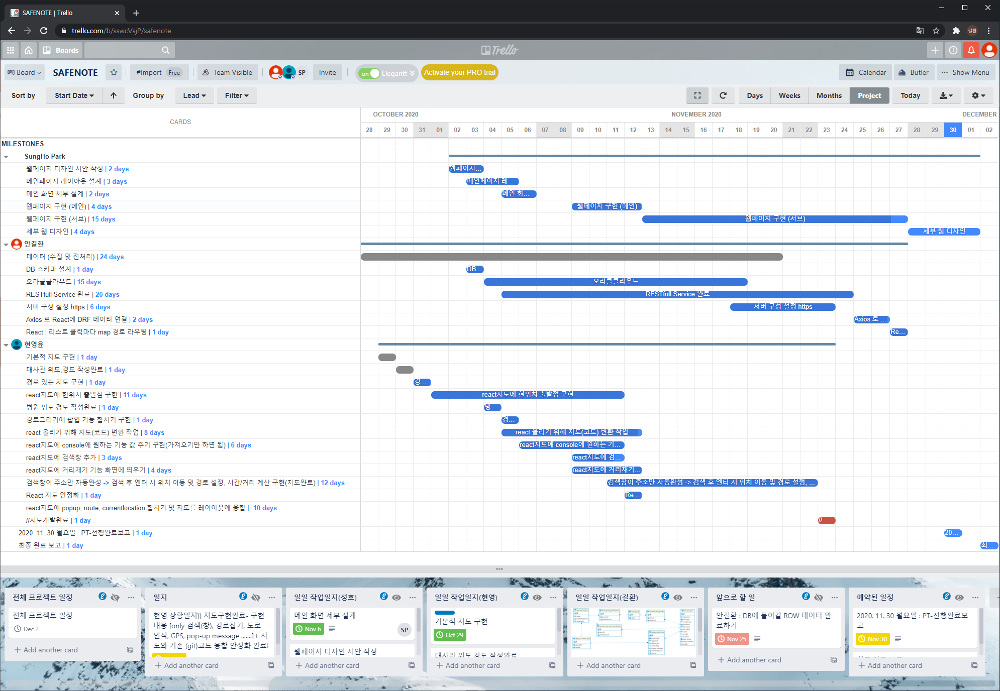 SAFENOTE | Trello
trello.com/b/sswcVsjP/safenote
길환
Boards
Trello
Board
SAFENOTE
#Import Free
Team Visible
SP
Invite
on Elegantt
Activate your PRO trial
Calendar
Butler
Show Menu
Sort by
Start Date
Group by
Lead
Filter
Days
Weeks
Months
Project
Today
CARDS
OCTOBER 2020
NOVEMBER 2020
DECEMBER
28 29 30 31 01 02 03 04 05 06 07 08 09 10 11 12 13 14 15 16 17 18 19 20 21 22 23 24 25 26 27 28 29 30 01 02
MILESTONES
SungHo Park
웹페이지 디자인 시안 작성 | 2 days
웹페이지...
메인페이지 레이아웃 설계 | 3 days
메인페이지 레...
메인 화면 세부 설계 | 2 days
메인 화...
웹페이지 구현 (메인) | 4 days
웹페이지 구현 (메인)
웹페이지 구현 (서브) | 15 days
웹페이지 구현 (서브)
세부 웹 디자인 | 4 days
세부 웹 디자인
안길환
데이터 (수집 및 전처리) | 24 days
DB 스키마 설계 | 1 day
DB...
오라클클라우드 | 15 days
오라클클라우드
RESTfull Service 완료 | 20 days
RESTfull Service 완료
서버 구성 설정 https | 6 days
서버 구성 설정 https
Axios 로 React에 DRF 데이터 연결 | 2 days
Axios 로 ...
React : 리스트 클릭마다 map 경로 라우팅 | 1 day
Re...
현영윤
기본적 지도 구현 | 1 day
대사관 위도,경도 작성완료 | 1 day
경로 있는 지도 구현 | 1 day
경...
react지도에 현위치 출발점 구현 | 11 days
react지도에 현위치 출발점 구현
병원 위도 경도 작성완료 | 1 day
병...
경로그리기에 팝업 기능 합치기 구현 | 1 day
경...
react 올리기 위해 지도(코드) 변환 작업 | 8 days
react 올리기 위해 지도(코드) 변환 작업
react지도에 console에 원하는 기능 값 주기 구현(가져오기만 하면 됨) | 6 days
react지도에 console에 원하는 기...
react지도에 검색창 추가 | 3 days
react지도에 검...
react지도에 거리재기 기능 화면에 띄우기 | 4 days
react지도에 거리재기...
검색창이 주소만 자동완성 -> 검색 후 엔터 시 위치 이동 및 경로 설정, 시간/거리 계산 구현(지도완료) | 12 days
검색창이 주소만 자동완성 -> 검색 후 엔터 시 위치 이동 및 경로 설정, ...
React 지도 안정화 | 1 day
Re...
react지도에 popup, route, currentlocation 합치기 및 지도를 레이아웃에 융합 | -10 days
//지도개발완료 | 1 day
//...
2020. 11. 30 월요일 : PT-선행완료보고 | 1 day
20...
최종 완료 보고 | 1 day
최...
전체 프로젝트 일정
전체 프로젝트 일정
Dec 2
Add another card
일지
현영 상황일지)) 지도구현완료- 구현
내용 [only 검색(창), 경로잡기, 도로
인식, GPS, pop-up message .......]+ 지
도와 기존 (git)코드 융합 안정화 완료!
Add another card
일일 작업일지(성호)
메인 화면 세부 설계
Nov 6
SP
웹페이지 디자인 시안 작성
Add another card
일일 작업일지(현영)
기본적 지도 구현
Oct 29
대사관 위도 경도 작성완료
Add another card
일일 작업일지(길환)
Add another card
앞으로 할 일
안길환 : DB에 들어갈 ROW 데이터 완
료하기
Nov 25
Add another card
예약된 일정
2020. 11. 30 월요일 : PT-선행완료보
고
Nov 30
Add another card